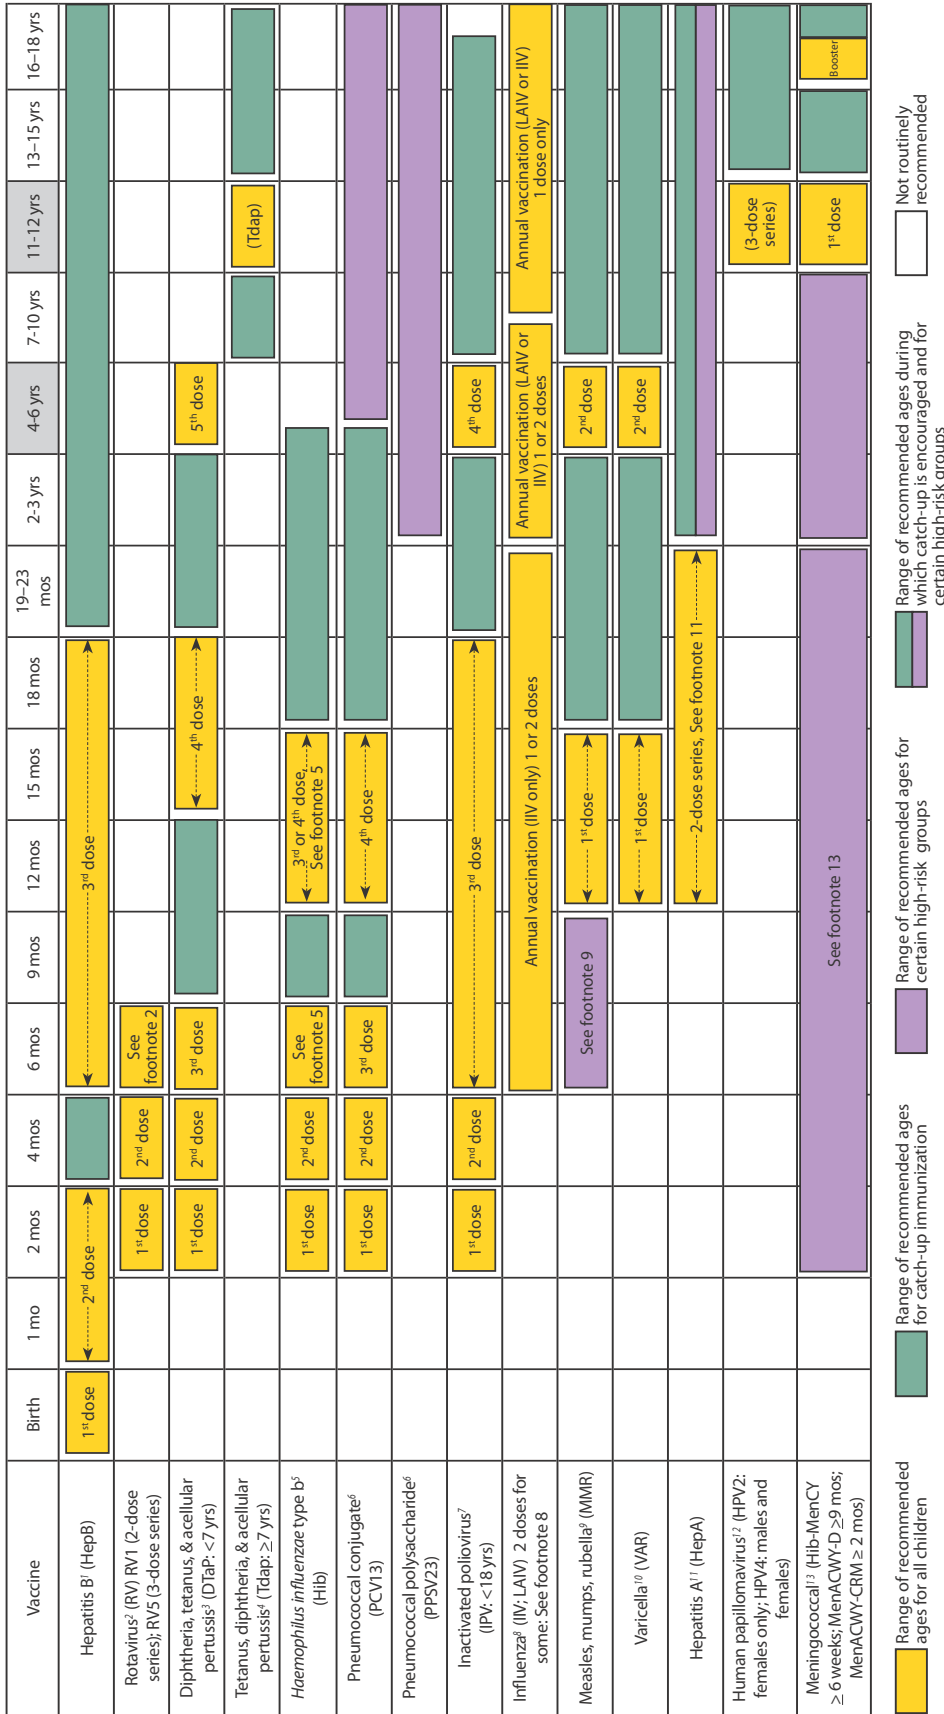 Vaccine
Birth
1 mo
2 mos
4 mos
6 mos
9 mos
12 mos
15 mos
18 mos
19–23
mos
2-3 yrs
4-6 yrs
7-10 yrs
11-12 yrs
13–15 yrs
16–18 yrs
Hepatitis B¹ (HepB)
1st dose
2nd dose
3rd dose
Rotavirus² (RV) RV1 (2-dose
series); RV5 (3-dose series)
1st dose
2nd dose
See
footnote 2
Diphtheria, tetanus, & acellular
pertussis³ (DTaP: <7 yrs)
1st dose
2nd dose
3rd dose
4th dose
5th dose
Tetanus, diphtheria, & acellular
pertussis⁴ (Tdap: ≥7 yrs)
(Tdap)
Haemophilus influenzae type b⁵
(Hib)
1st dose
2nd dose
See
footnote 5
3rd or 4th dose,
See footnote 5
Pneumococcal conjugate⁶
(PCV13)
1st dose
2nd dose
3rd dose
4th dose
Pneumococcal polysaccharide⁶
(PPSV23)
Inactivated poliovirus⁷
(IPV: <18 yrs)
1st dose
2nd dose
3rd dose
4th dose
Influenza⁸ (IIV; LAIV) 2 doses for
some: See footnote 8
Annual vaccination (IIV only) 1 or 2 doses
Annual vaccination (LAIV or
IIV) 1 or 2 doses
Annual vaccination (LAIV or IIV)
1 dose only
Measles, mumps, rubella⁹ (MMR)
See footnote 9
1st dose
2nd dose
Varicella¹⁰ (VAR)
1st dose
2nd dose
Hepatitis A¹¹ (HepA)
2-dose series, See footnote 11
Human papillomavirus¹² (HPV2:
females only; HPV4: males and
females)
(3-dose
series)
Meningococcal¹³ (Hib-MenCY
≥ 6 weeks; MenACWY-D ≥9 mos;
MenACWY-CRM ≥ 2 mos)
See footnote 13
1st dose
Booster
Range of recommended
ages for all children
Range of recommended ages
for catch-up immunization
Range of recommended ages for
certain high-risk groups
Range of recommended ages during
which catch-up is encouraged and for
certain high-risk groups
Not routinely
recommended